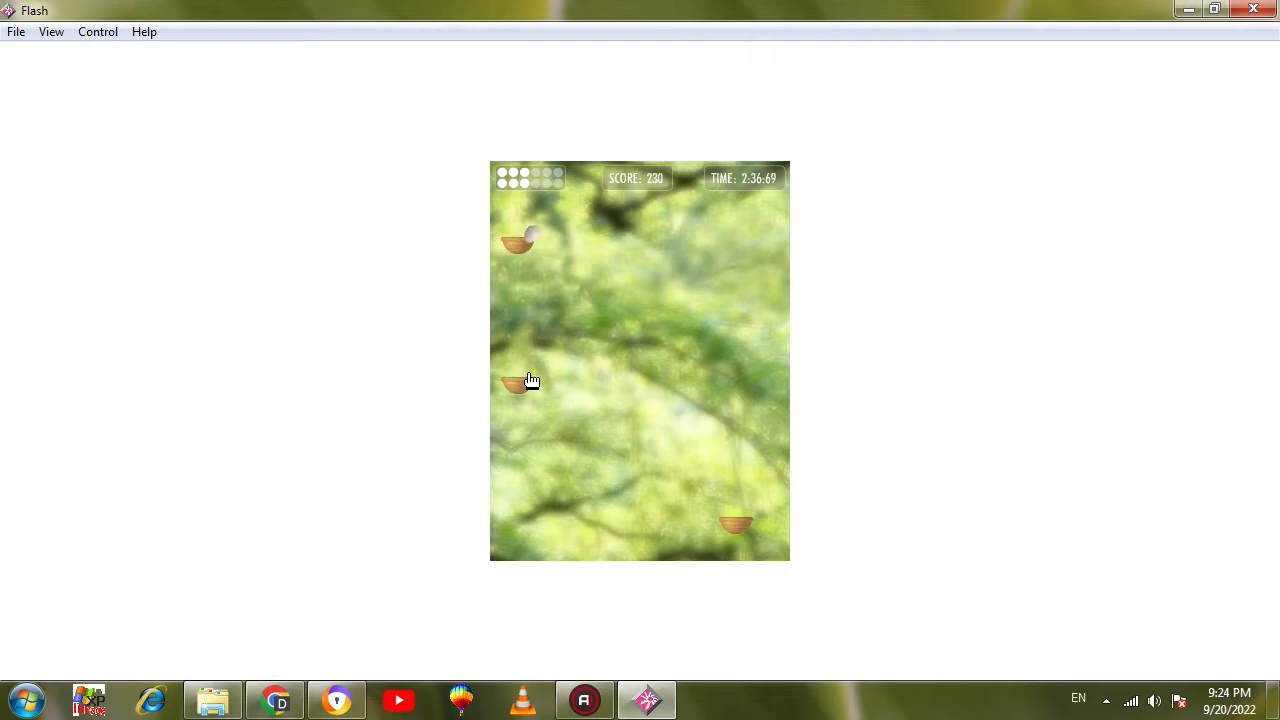 Flash
File View Control Help
SCORE: 230
TIME: 2:36:69
EN
9:24 PM
9/20/2022